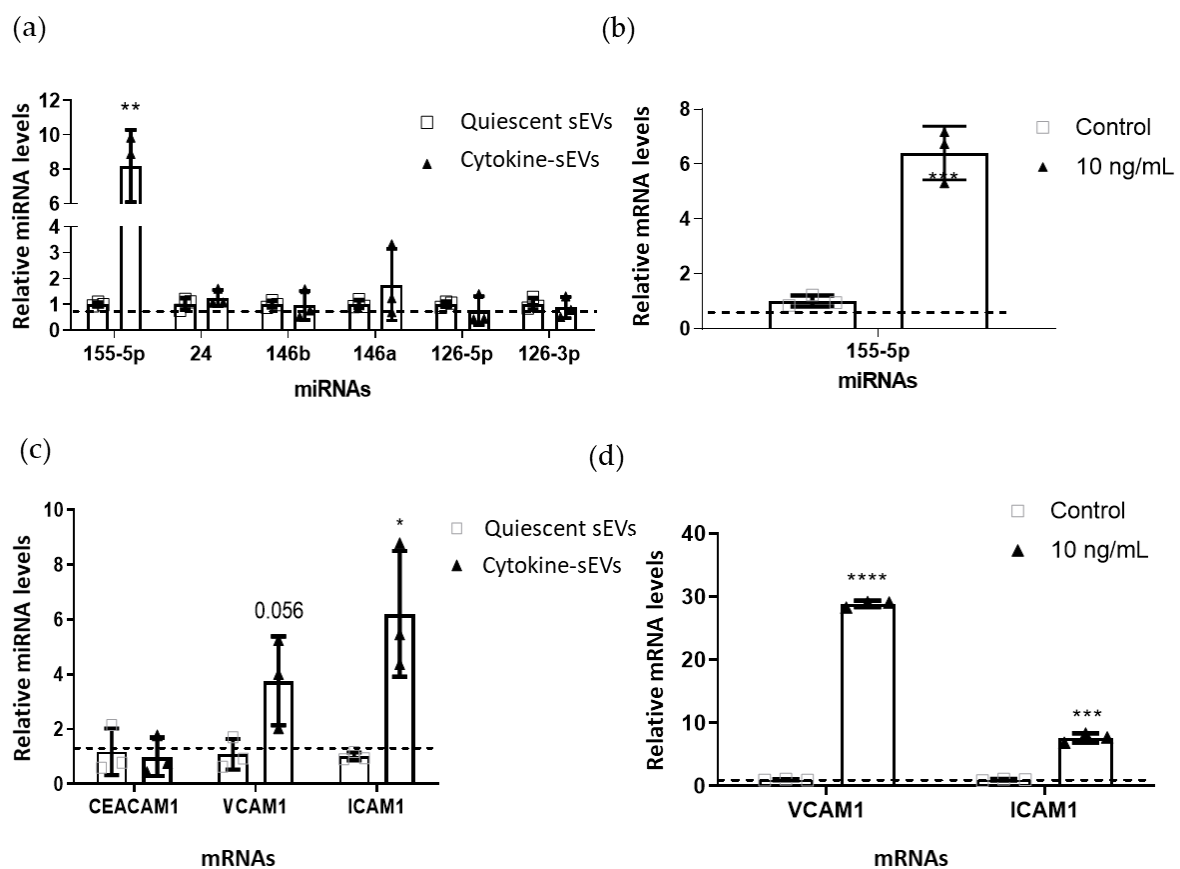 (a)
Relative miRNA levels
12
10
8
6
4
3
2
1
0
**
Quiescent sEVs
Cytokine-sEVs
155-5p 24 146b 146a 126-5p 126-3p
miRNAs
(b)
Relative mRNA levels
8
6
4
2
0
***
Control
10 ng/mL
155-5p
miRNAs
(c)
Relative miRNA levels
10
8
6
4
2
0
0.056
*
Quiescent sEVs
Cytokine-sEVs
CEACAM1 VCAM1 ICAM1
mRNAs
(d)
Relative mRNA levels
40
30
20
10
0
****
***
Control
10 ng/mL
VCAM1 ICAM1
mRNAs